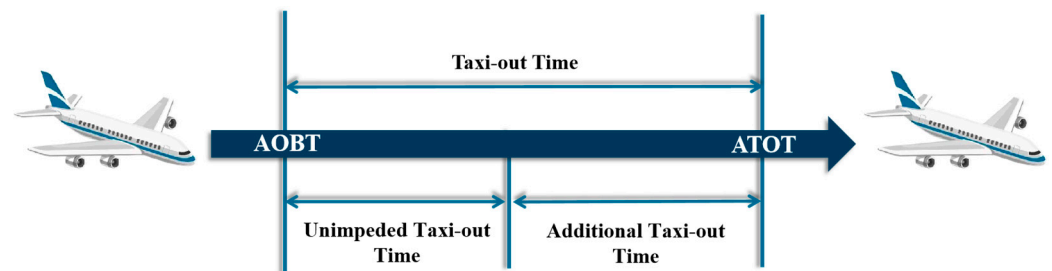 Taxi-out Time
AOBT
ATOT
Unimpeded Taxi-out
Time
Additional Taxi-out
Time